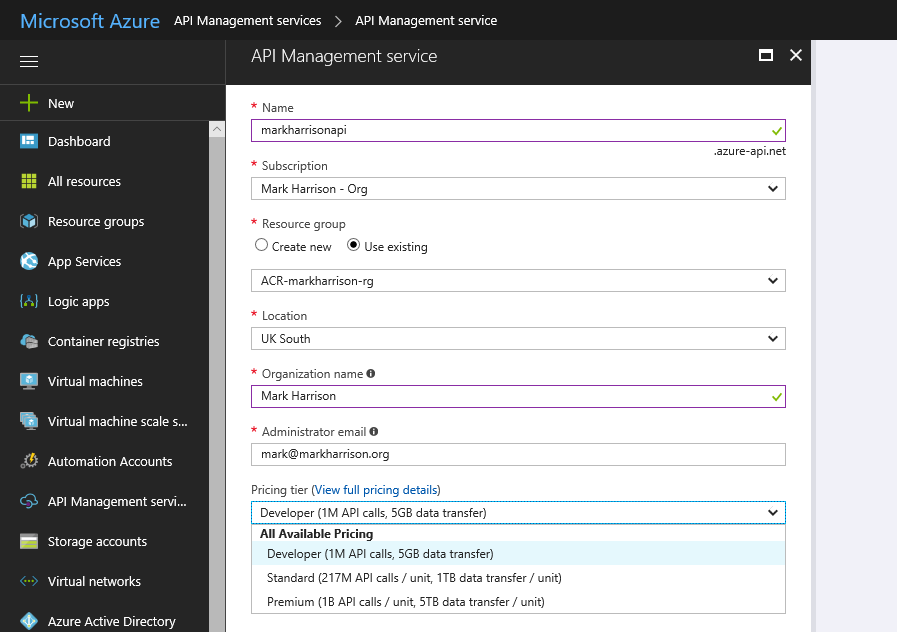 Microsoft Azure API Management services > API Management service
API Management service
New
Dashboard
All resources
Resource groups
App Services
Logic apps
Container registries
Virtual machines
Virtual machine scale s...
Automation Accounts
API Management servi...
Storage accounts
Virtual networks
Azure Active Directory
* Name
markharrisonapi
.azure-api.net
* Subscription
Mark Harrison - Org
* Resource group
Create new Use existing
ACR-markharrison-rg
* Location
UK South
* Organization name
Mark Harrison
* Administrator email
mark@markharrison.org
Pricing tier (View full pricing details)
Developer (1M API calls, 5GB data transfer)
All Available Pricing
Developer (1M API calls, 5GB data transfer)
Standard (217M API calls / unit, 1TB data transfer / unit)
Premium (1B API calls / unit, 5TB data transfer / unit)